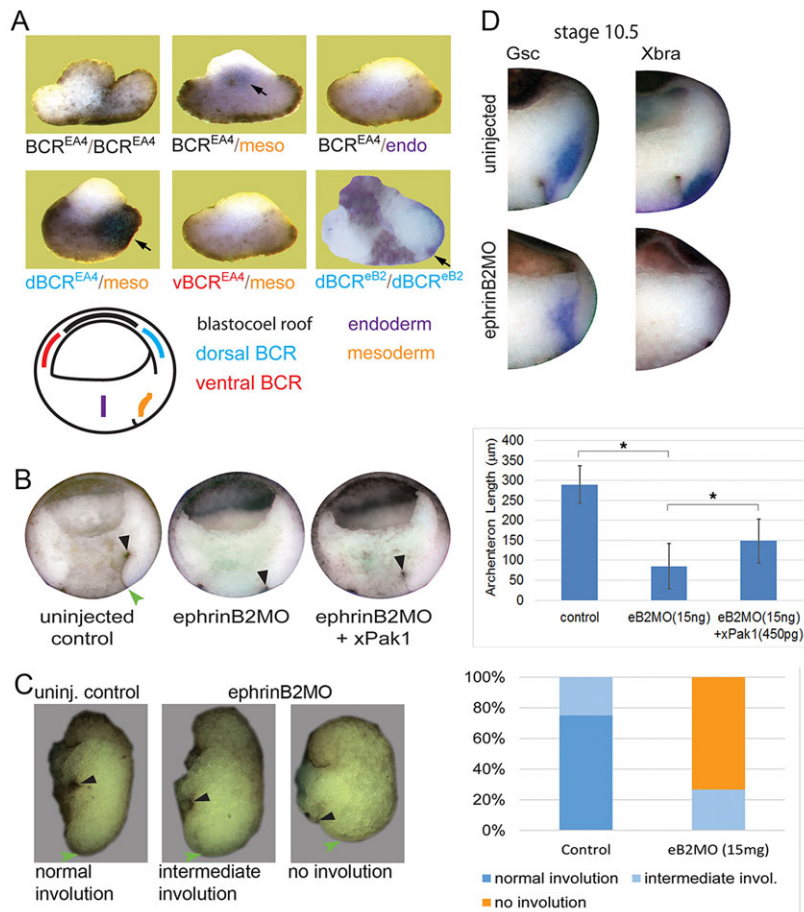 A
BCR^EA4/BCR^EA4
BCR^EA4/meso
BCR^EA4/endo
dBCR^EA4/meso
vBCR^EA4/meso
dBCR^eB2/dBCR^eB2
blastocoel roof
endoderm
dorsal BCR
mesoderm
ventral BCR
D
stage 10.5
Gsc
Xbra
uninjected
ephrinB2MO
B
uninjected
control
ephrinB2MO
ephrinB2MO
+ xPak1
Archenteron Length (μm)
400
350
300
250
200
150
100
50
0
*
*
control
eB2MO(15ng)
eB2MO(15ng)
+xPak1(450pg)
C
uninj. control
ephrinB2MO
normal
involution
intermediate
involution
no involution
100%
80%
60%
40%
20%
0%
Control
eB2MO (15mg)
normal involution
intermediate invol.
no involution